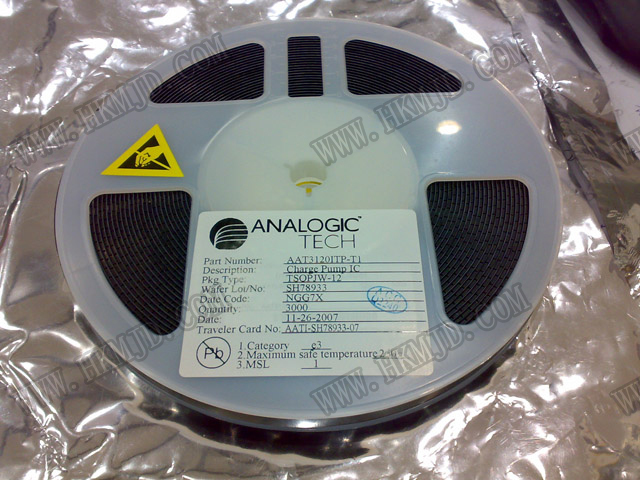 WWW.HKMJD.COM
WWW.HKMJD.COM
ANALOGIC™
TECH
Part Number: AAT3120ITP-T1
Description: Charge Pump IC
Pkg Type: TSOPJW-12
Wafer Lot/No: SH78933
Date Code: NGG7X
Quantity: 3000
Date: 11-26-2007
Traveler Card No: AATI-SH78933-07
Pb
1.Category e3
2.Maximum safe temperature
3.MSL 1
WWW.HKMJD.COM
WWW.HKMJD.COM